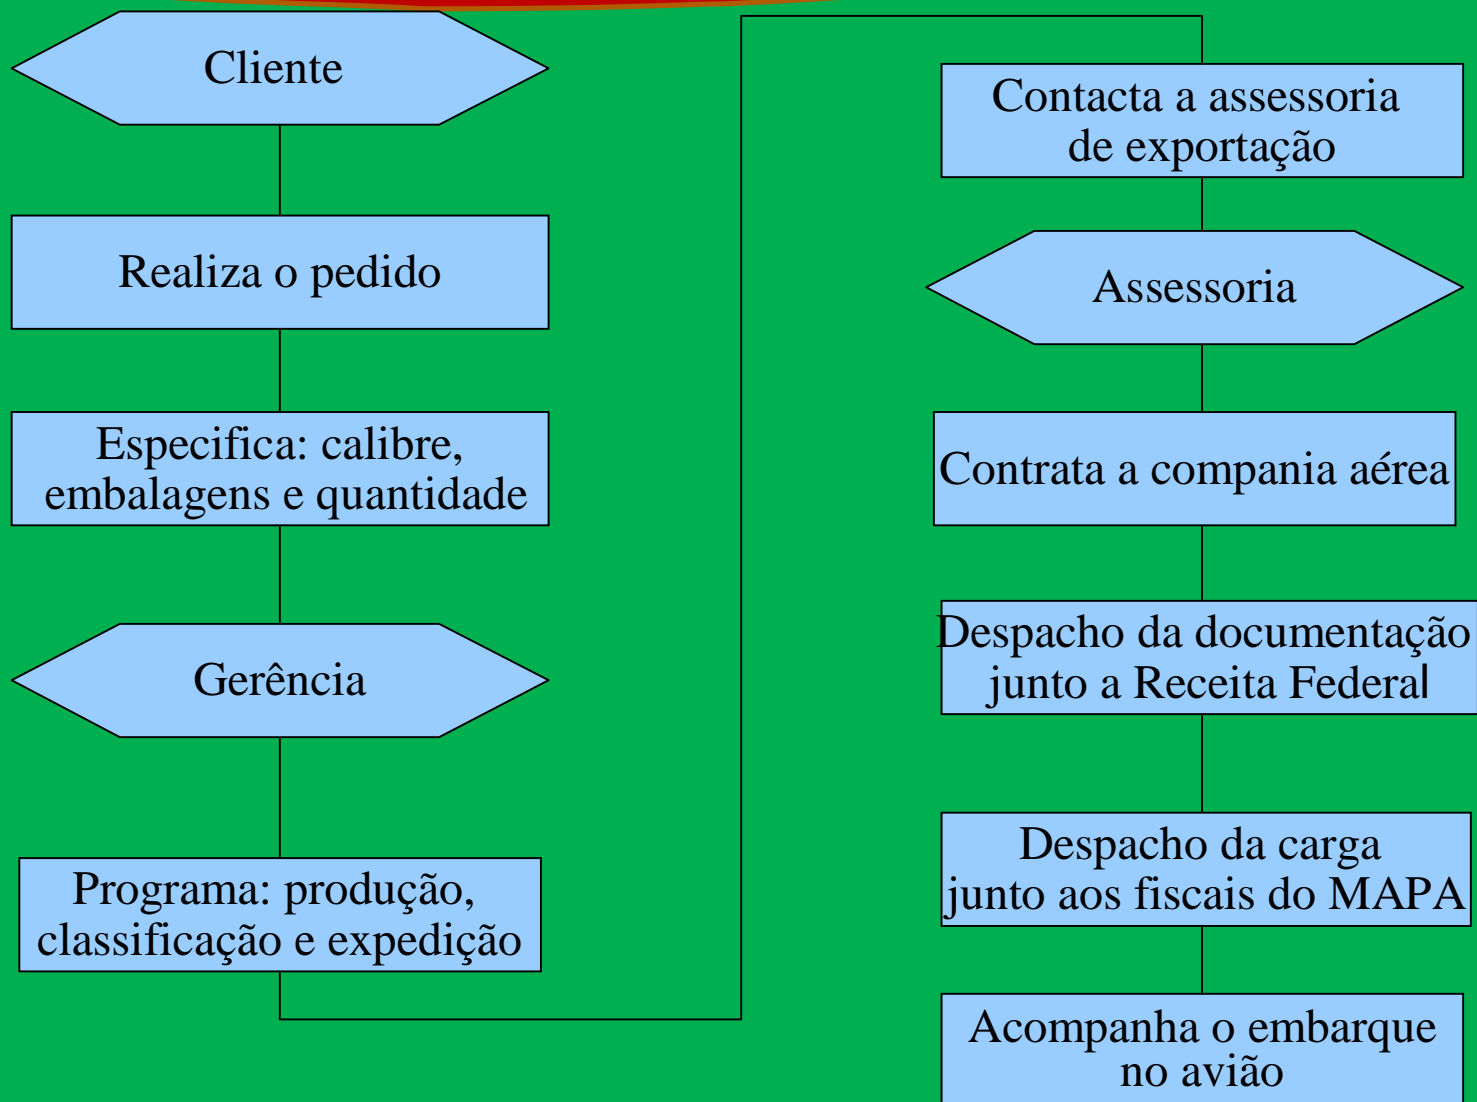 Cliente
Realiza o pedido
Especifica: calibre,
embalagens e quantidade
Gerência
Programa: produção,
classificação e expedição
Contacta a assessoria
de exportação
Assessoria
Contrata a compania aérea
Despacho da documentação
junto a Receita Federal
Despacho da carga
junto aos fiscais do MAPA
Acompanha o embarque
no avião